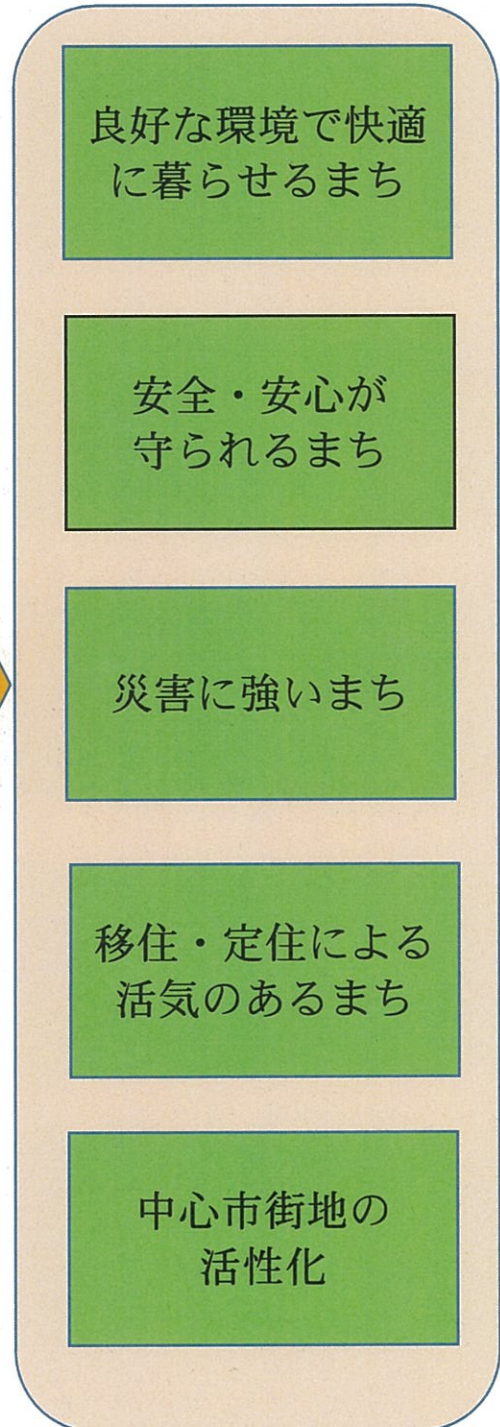 良好な環境で快適
に暮らせるまち
安全・安心が
守られるまち
災害に強いまち
移住・定住による
活気のあるまち
中心市街地の
活性化